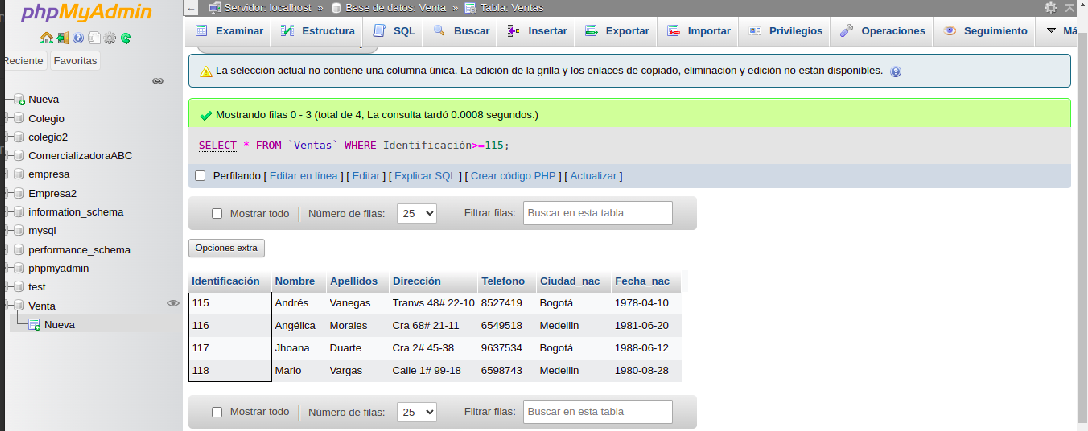 phpMyAdmin
Reciente Favoritas
Nueva
Colegio
colegio2
ComercializadoraABC
empresa
Empresa2
information_schema
mysql
performance_schema
phpmyadmin
test
Venta
Nueva
Servidor: localhost » Base de datos: Venta » Tabla: Ventas
Examinar Estructura SQL Buscar Insertar Exportar Importar Privilegios Operaciones Seguimiento Má
La selección actual no contiene una columna única. La edición de la grilla y los enlaces de copiado, eliminación y edición no están disponibles.
Mostrando filas 0 - 3 (total de 4, La consulta tardó 0.0008 segundos.)
SELECT * FROM `Ventas` WHERE Identificación>=115;
Perfilando [ Editar en línea ] [ Editar ] [ Explicar SQL ] [ Crear código PHP ] [ Actualizar ]
Mostrar todo Número de filas: 25 Filtrar filas: Buscar en esta tabla
Opciones extra
Identificación Nombre Apellidos Dirección Telefono Ciudad_nac Fecha_nac
115 Andrés Vanegas Tranvs 48# 22-10 8527419 Bogotá 1978-04-10
116 Angélica Morales Cra 68# 21-11 6549518 Medellin 1981-06-20
117 Jhoana Duarte Cra 2# 45-38 9637534 Bogotá 1988-06-12
118 Mario Vargas Calle 1# 99-18 6598743 Medellin 1980-08-28
Mostrar todo Número de filas: 25 Filtrar filas: Buscar en esta tabla